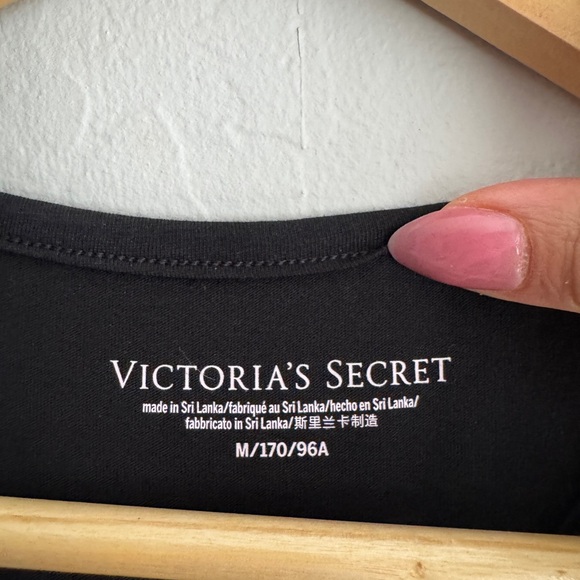 VICTORIA'S SECRET
made in Sri Lanka/fabriqué au Sri Lanka/hecho en Sri Lanka/
fabbricato in Sri Lanka/斯里兰卡制造
M/170/96A